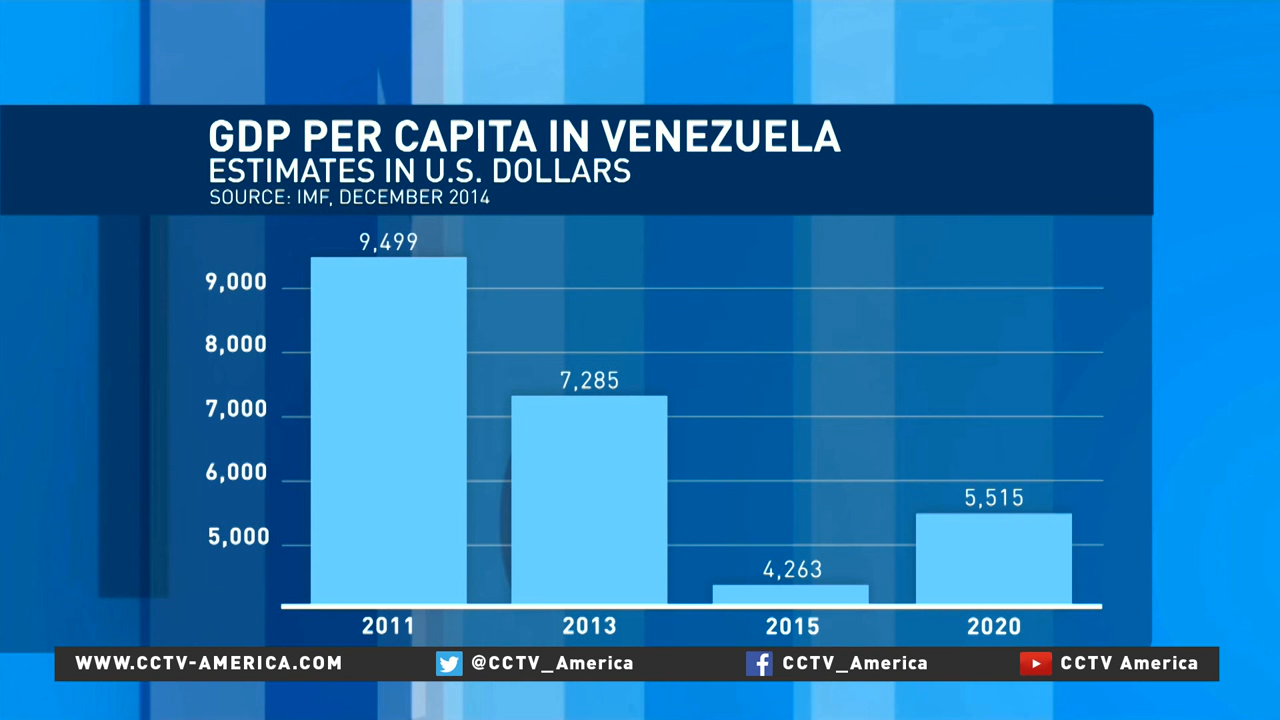 GDP PER CAPITA IN VENEZUELA
ESTIMATES IN U.S. DOLLARS
SOURCE: IMF, DECEMBER 2014
9,499
9,000
8,000
7,285
7,000
6,000
5,515
5,000
4,263
2011 2013 2015 2020
WWW.CCTV-AMERICA.COM @CCTV_America CCTV_America CCTV America